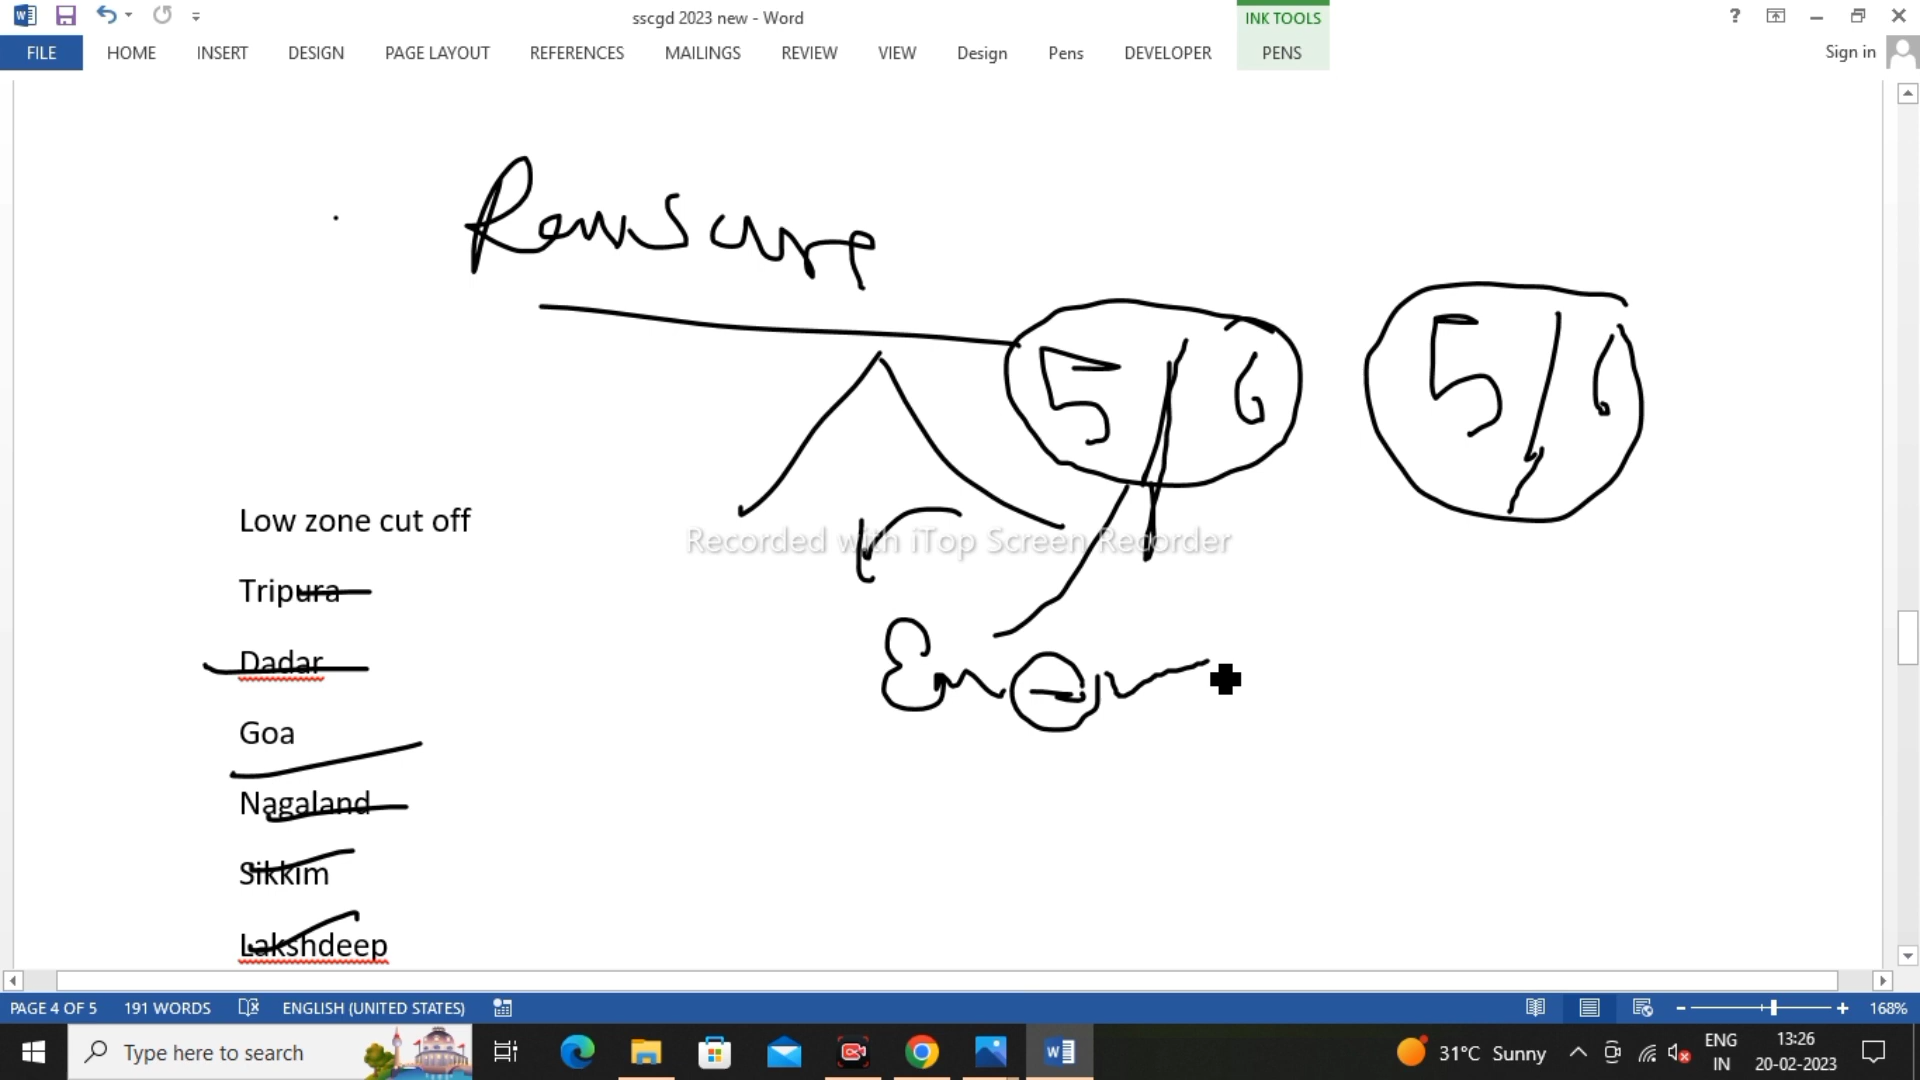 sscgd 2023 new - Word
INK TOOLS
FILE HOME INSERT DESIGN PAGE LAYOUT REFERENCES MAILINGS REVIEW VIEW Design Pens DEVELOPER PENS
Sign in
5/6 5/6
Low zone cut off
Recorded with iTop Screen Recorder
Tripura
Dadar
Goa
Nagaland
Sikkim
Lakshdeep
PAGE 4 OF 5 191 WORDS ENGLISH (UNITED STATES) 168%
Type here to search
31°C Sunny
ENG
IN
13:26
20-02-2023